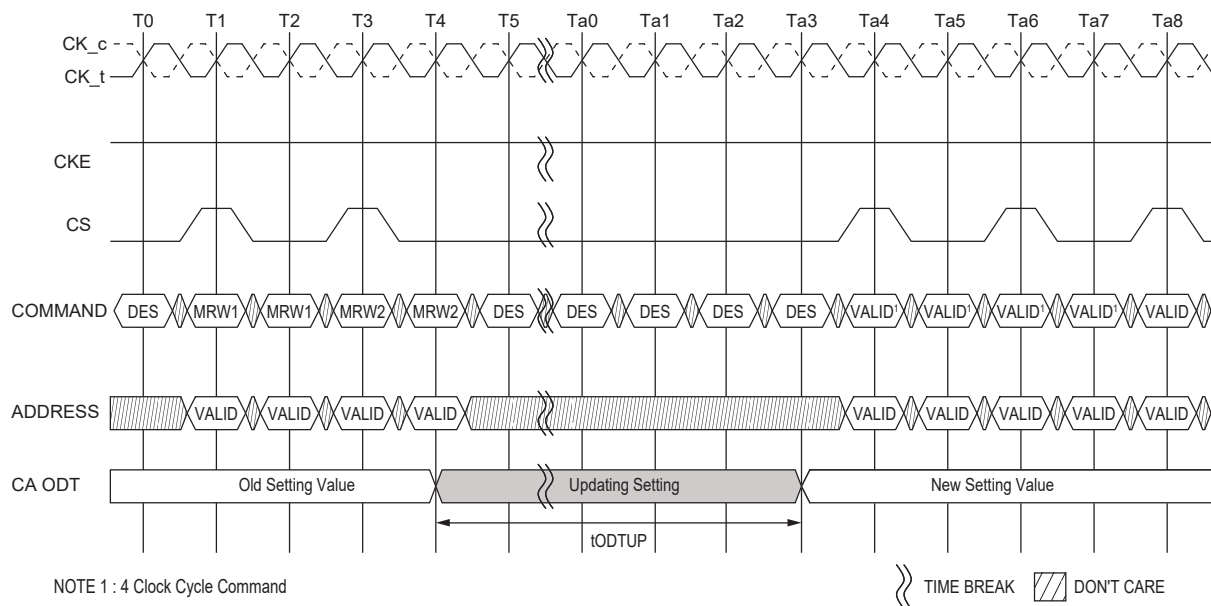 T0 T1 T2 T3 T4 T5 Ta0 Ta1 Ta2 Ta3 Ta4 Ta5 Ta6 Ta7 Ta8
CK_c
CK_t
CKE
CS
COMMAND DES MRW1 MRW1 MRW2 MRW2 DES DES DES DES DES VALID¹ VALID¹ VALID¹ VALID¹ VALID
ADDRESS VALID VALID VALID VALID VALID VALID VALID VALID VALID
CA ODT Old Setting Value Updating Setting New Setting Value
tODTUP
NOTE 1 : 4 Clock Cycle Command TIME BREAK DON'T CARE